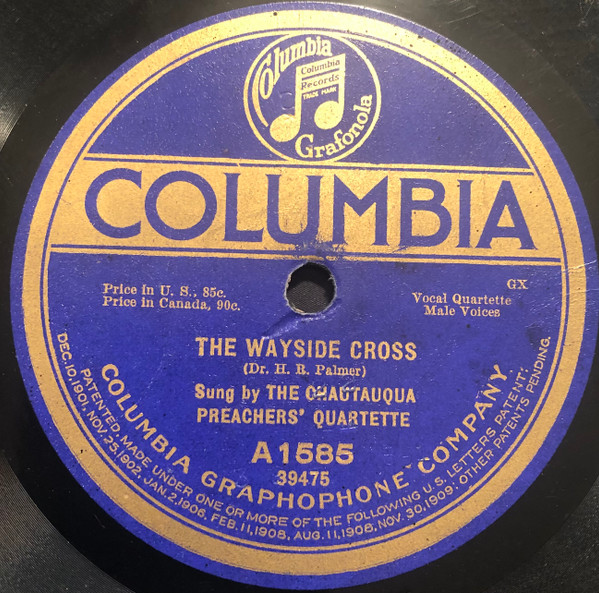 Columbia
Columbia
Records
TRADE MARK
Grafonola
COLUMBIA
Price in U. S., 85c.
Price in Canada, 90c.
GX
Vocal Quartette
Male Voices
THE WAYSIDE CROSS
(Dr. H. R. Palmer)
Sung by THE CHAUTAUQUA
PREACHERS' QUARTETTE
A1585
39475
COLUMBIA GRAPHOPHONE COMPANY
PATENTED, MADE UNDER ONE OR MORE OF THE FOLLOWING U.S. LETTERS PATENT:
DEC.10,1901, NOV.25,1902, JAN.2,1906, FEB.11,1908, AUG.11,1908, NOV.30,1909: OTHER PATENTS PENDING.